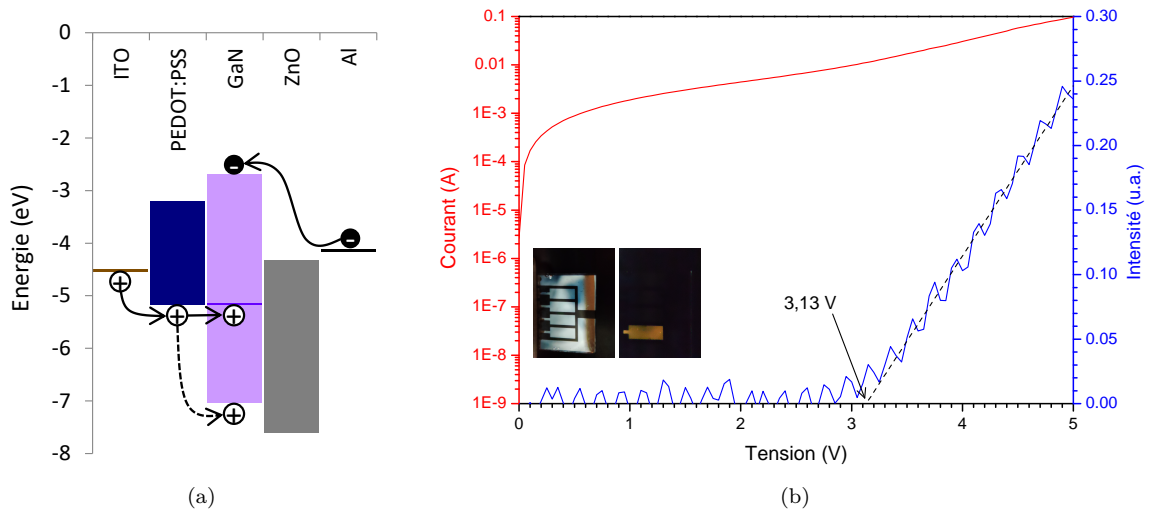 0
-1
-2
-3
-4
-5
-6
-7
-8
Energie (eV)
ITO
PEDOT:PSS
GaN
ZnO
Al
-
-
+
+
+
+
(a)
0.1
0.01
1E-3
1E-4
1E-5
1E-6
1E-7
1E-8
1E-9
Courant (A)
3,13 V
0
1
2
3
4
5
Tension (V)
0.30
0.25
0.20
0.15
0.10
0.05
0.00
Intensité (u.a.)
(b)